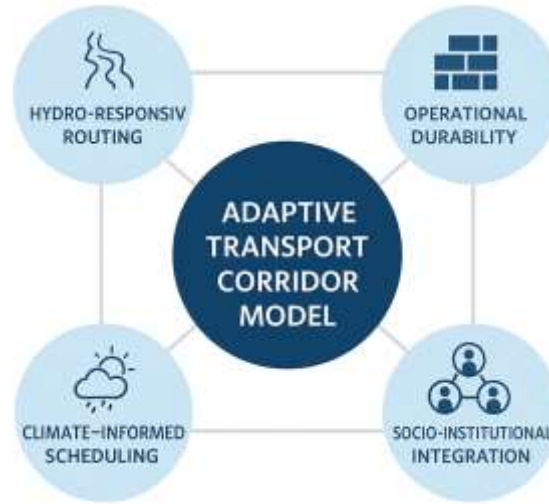 HYDRO-RESPONSIV
ROUTING
OPERATIONAL
DURABILITY
ADAPTIVE
TRANSPORT
CORRIDOR
MODEL
CLIMATE-INFORMED
SCHEDULING
SOCIO-INSTITUTIONAL
INTEGRATION